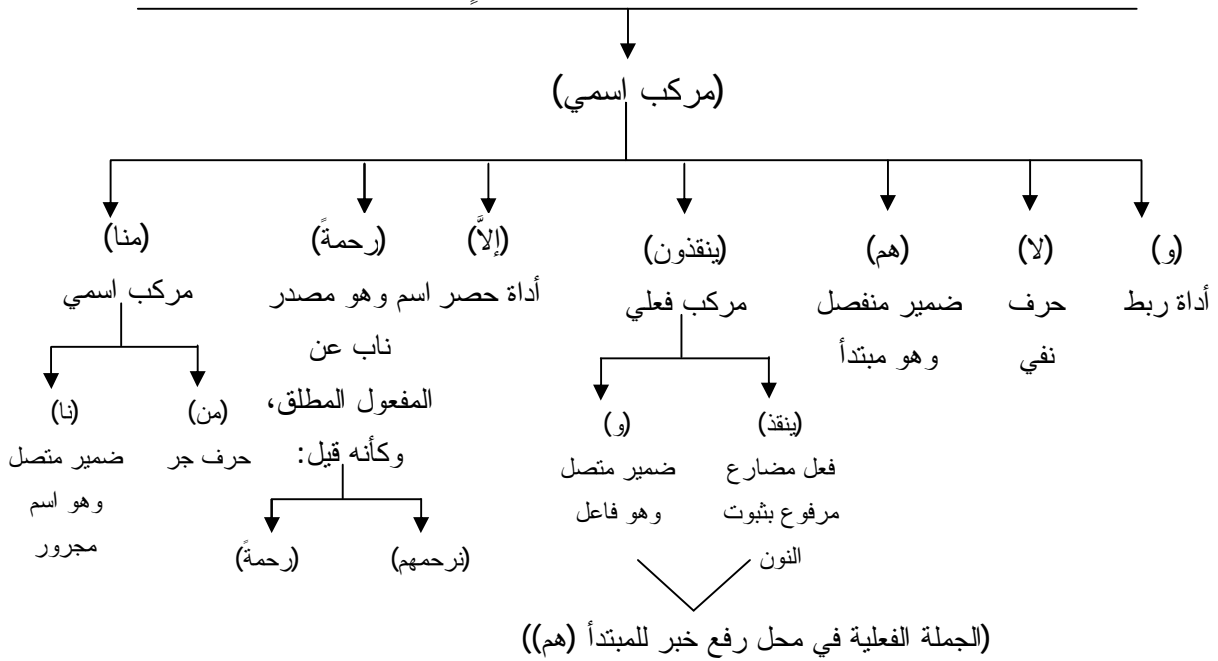 (مركب اسمي)
(و) (لا) (هم) (ينقذون) (إلاَّ) (رحمةً) (منا)
أداة ربط حرف ضمير منفصل مركب فعلي أداة حصر اسم وهو مصدر مركب اسمي
نفي وهو مبتدأ ناب عن
المفعول المطلق،
وكأنه قيل:
(ينقذ) (و) (من) (نا)
فعل مضارع ضمير متصل حرف جر ضمير متصل
مرفوع بثبوت وهو فاعل وهو اسم
النون مجرور
(نرحمهم) (رحمةً)
(الجملة الفعلية في محل رفع خبر للمبتدأ (هم))